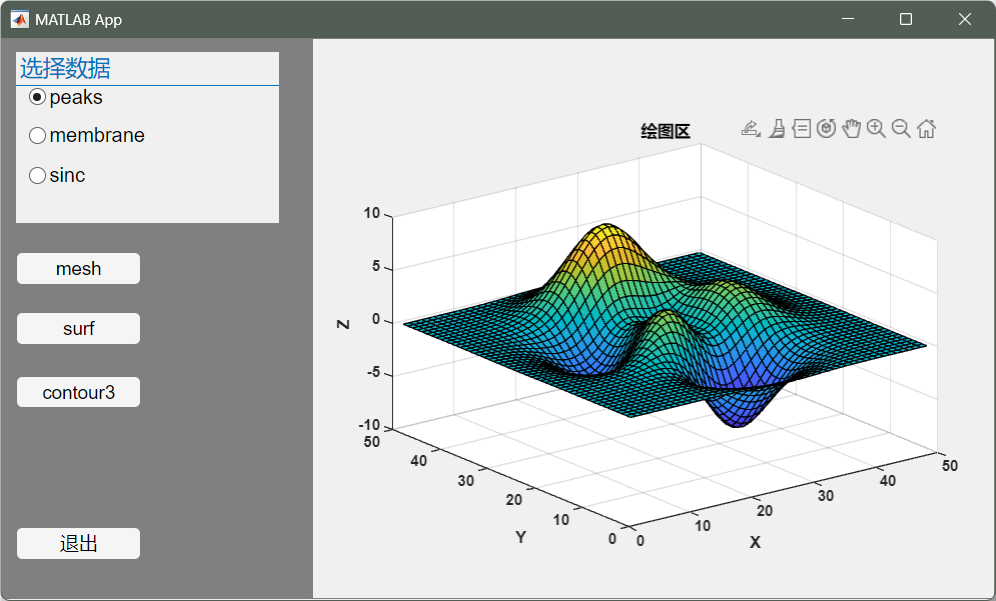 MATLAB App
选择数据
peaks
membrane
sinc
mesh
surf
contour3
退出
绘图区
10
5
0
-5
-10
Z
50
40
30
20
10
0
Y
0
10
20
30
40
50
X